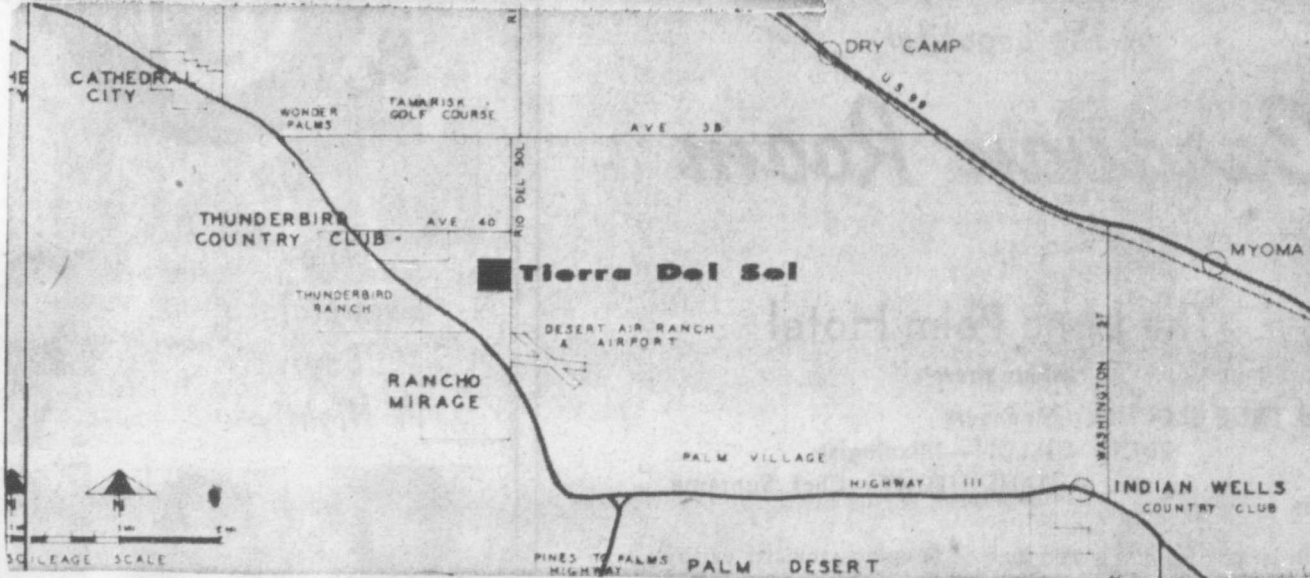 DRY CAMP
U S 99
CATHEDRAL
CITY
WONDER
PALMS
TAMARISK
GOLF COURSE
AVE 38
RIO DEL SOL
THUNDERBIRD
COUNTRY CLUB
AVE 40
MYOMA
Tierra Del Sol
THUNDERBIRD
RANCH
DESERT AIR RANCH
& AIRPORT
RANCHO
MIRAGE
WASHINGTON ST
PALM VILLAGE
HIGHWAY 111
INDIAN WELLS
COUNTRY CLUB
N
SCALE
PINES TO PALMS
HIGHWAY
PALM DESERT